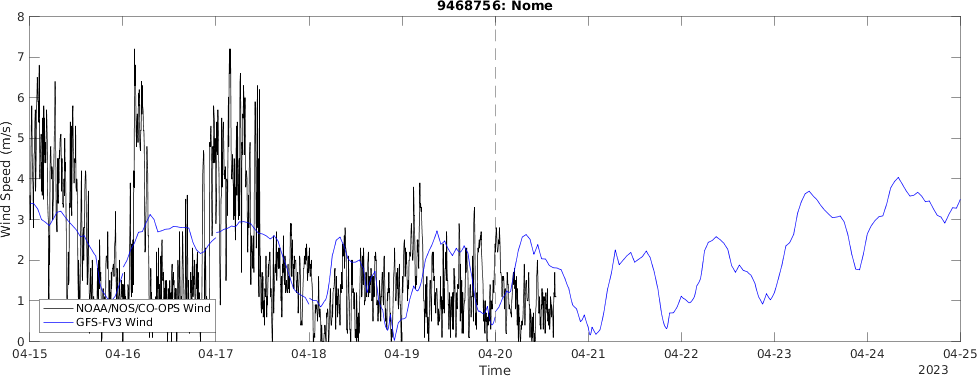 9468756: Nome
8
7
6
5
4
3
2
1
0
Wind Speed (m/s)
NOAA/NOS/CO-OPS Wind
GFS-FV3 Wind
04-15 04-16 04-17 04-18 04-19 04-20 04-21 04-22 04-23 04-24 04-25
Time
2023